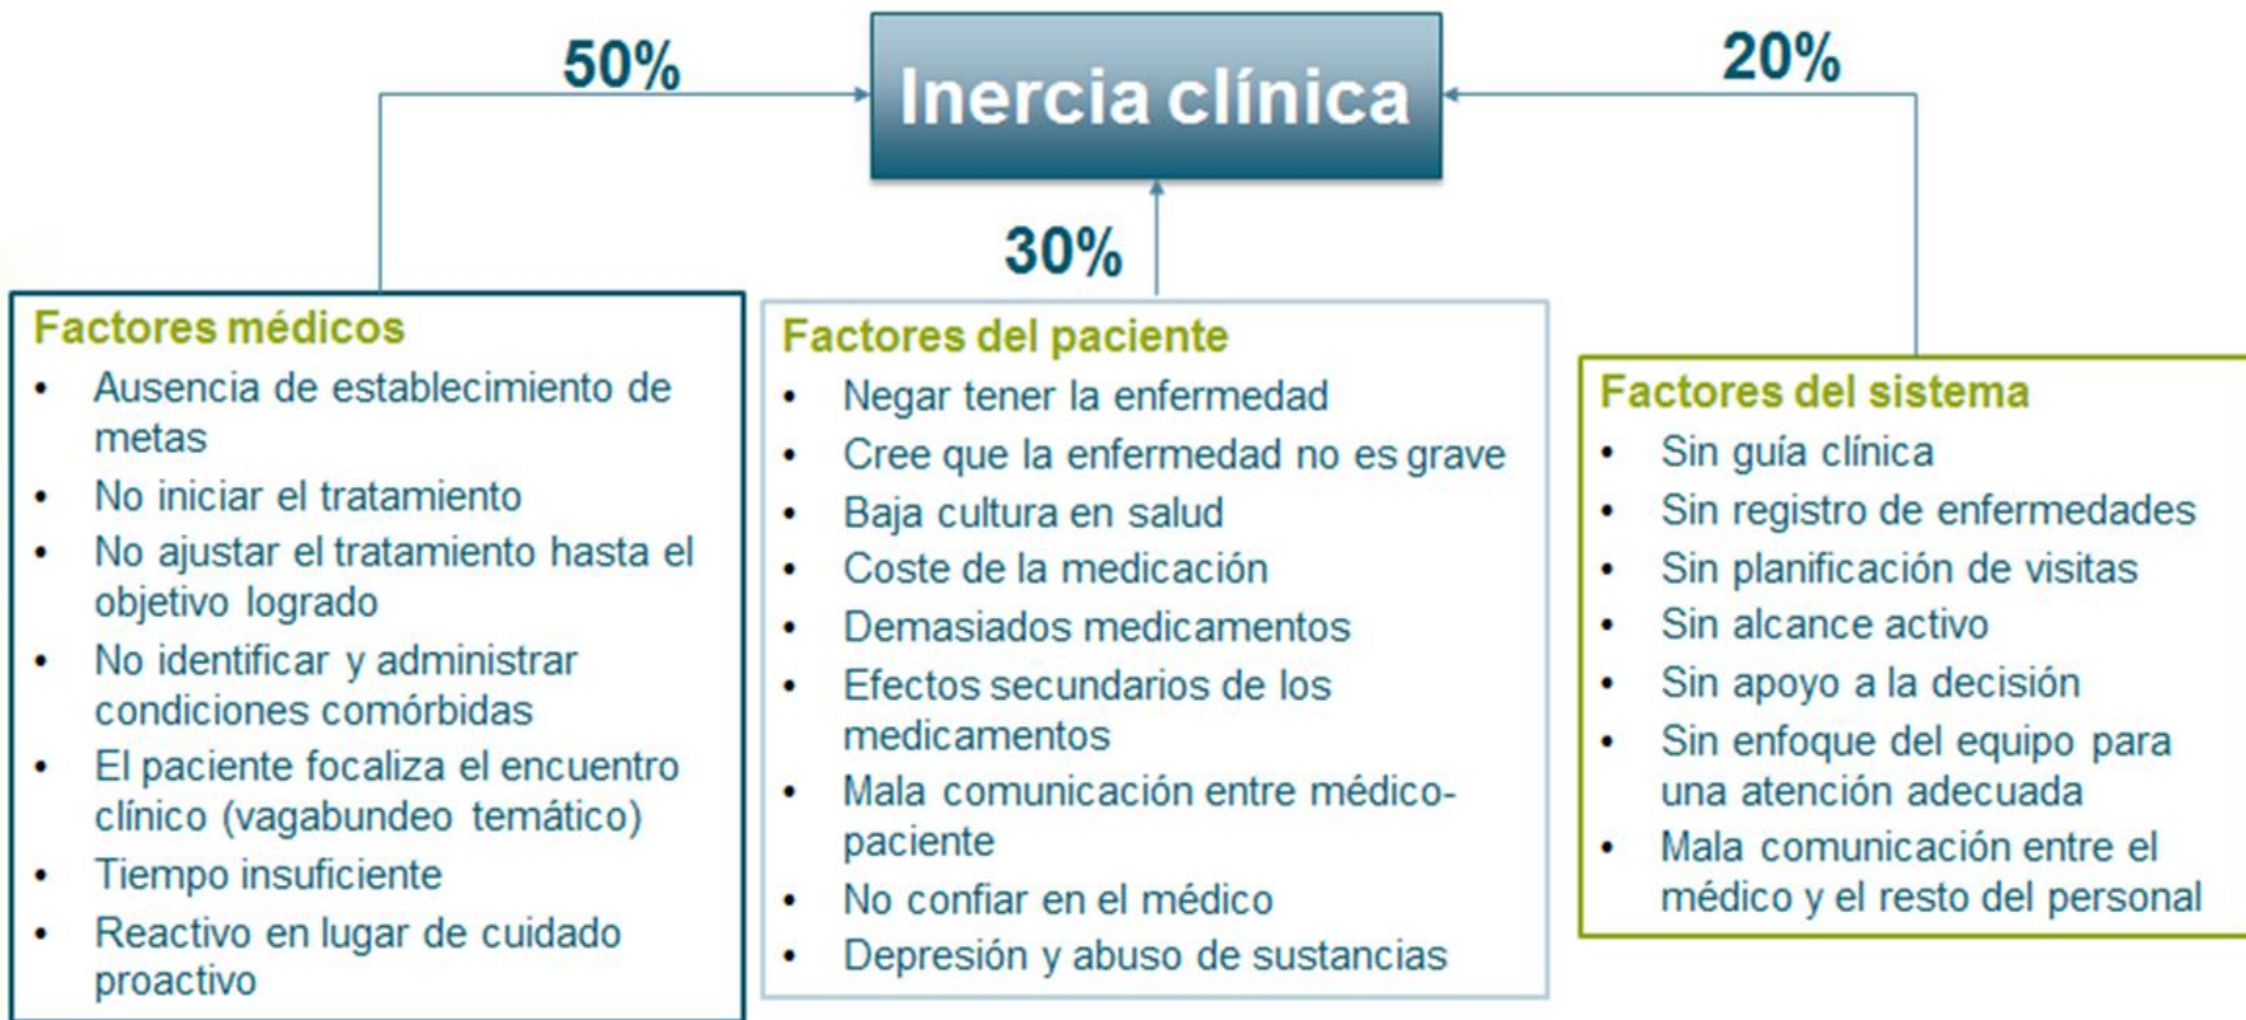 50%
Inercia clínica
20%
30%
Factores médicos
• Ausencia de establecimiento de
metas
• No iniciar el tratamiento
• No ajustar el tratamiento hasta el
objetivo logrado
• No identificar y administrar
condiciones comórbidas
• El paciente focaliza el encuentro
clínico (vagabundeo temático)
• Tiempo insuficiente
• Reactivo en lugar de cuidado
proactivo
Factores del paciente
• Negar tener la enfermedad
• Cree que la enfermedad no es grave
• Baja cultura en salud
• Coste de la medicación
• Demasiados medicamentos
• Efectos secundarios de los
medicamentos
• Mala comunicación entre médico-
paciente
• No confiar en el médico
• Depresión y abuso de sustancias
Factores del sistema
• Sin guía clínica
• Sin registro de enfermedades
• Sin planificación de visitas
• Sin alcance activo
• Sin apoyo a la decisión
• Sin enfoque del equipo para
una atención adecuada
• Mala comunicación entre el
médico y el resto del personal